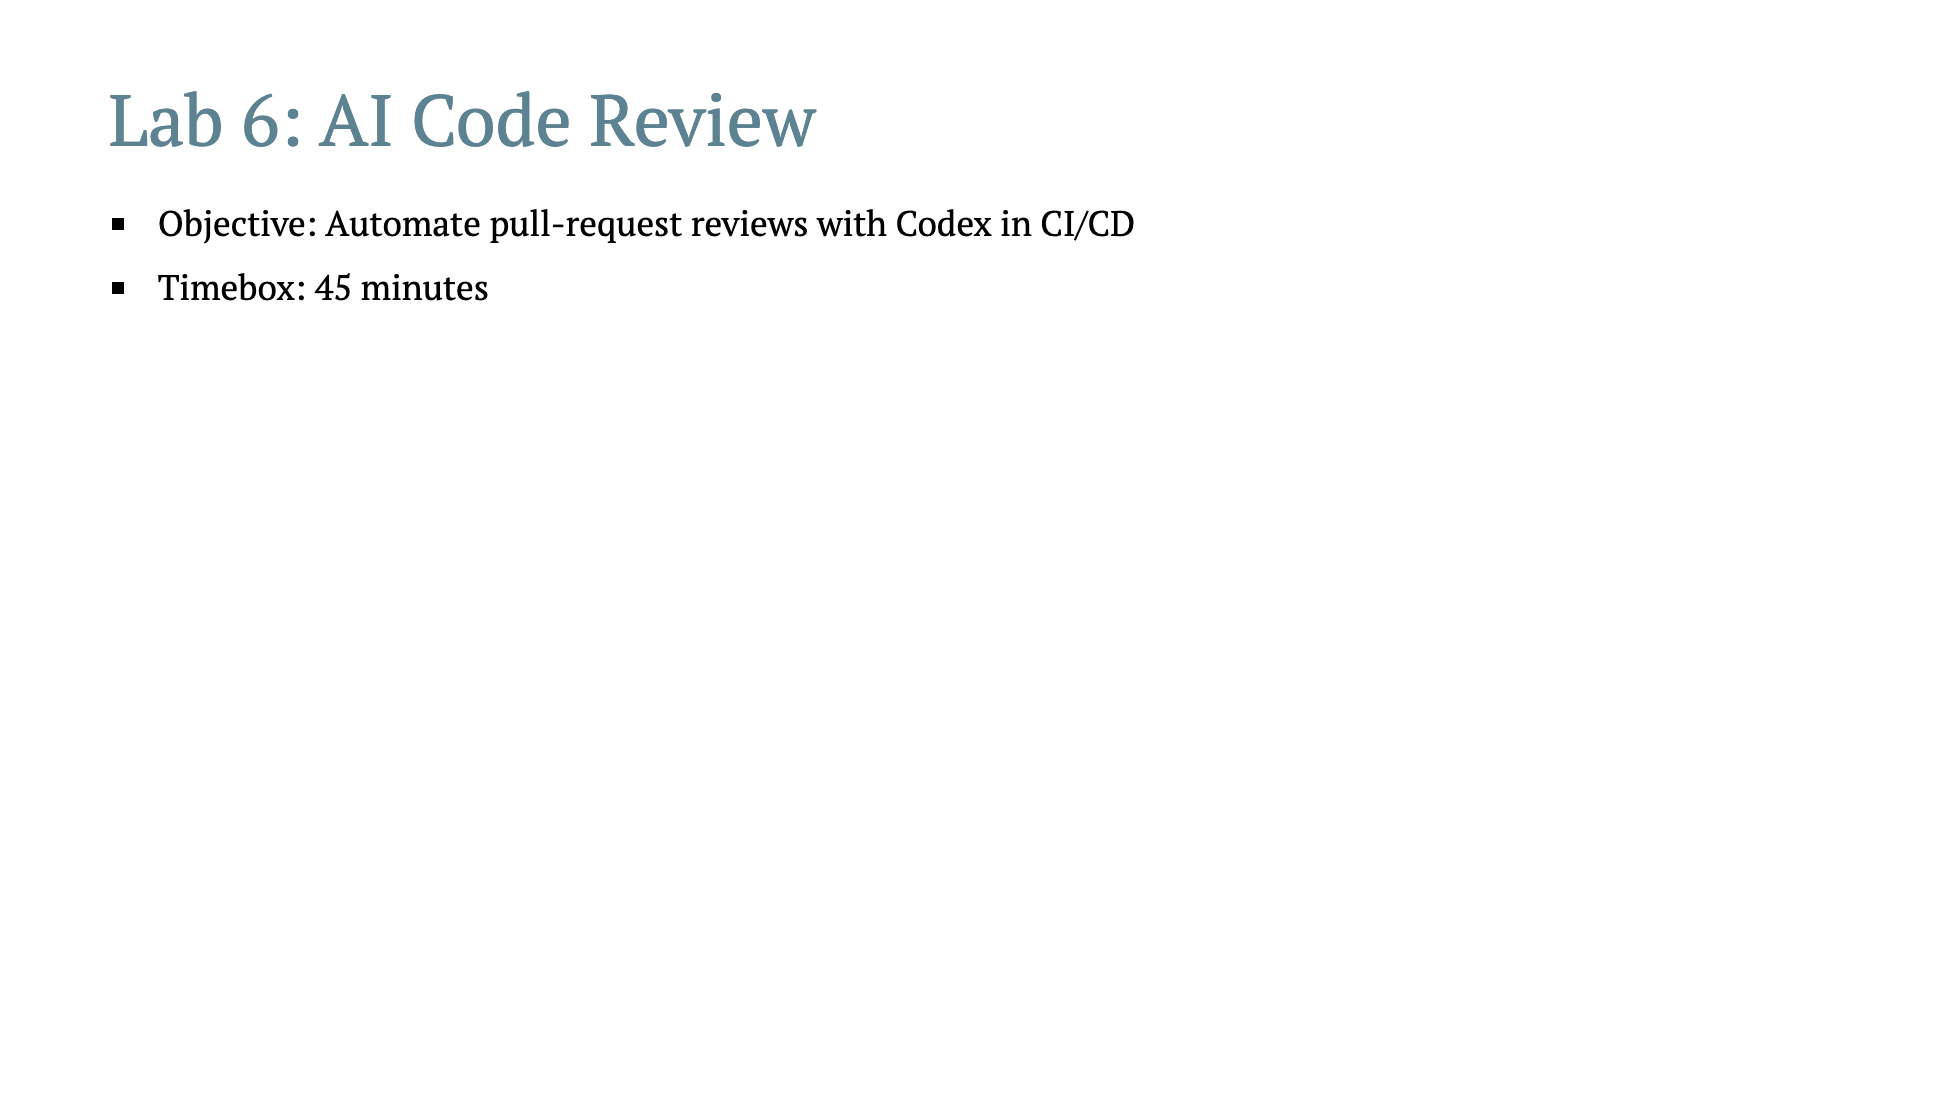 Lab 6: AI Code Review
▪ Objective: Automate pull-request reviews with Codex in CI/CD
▪ Timebox: 45 minutes